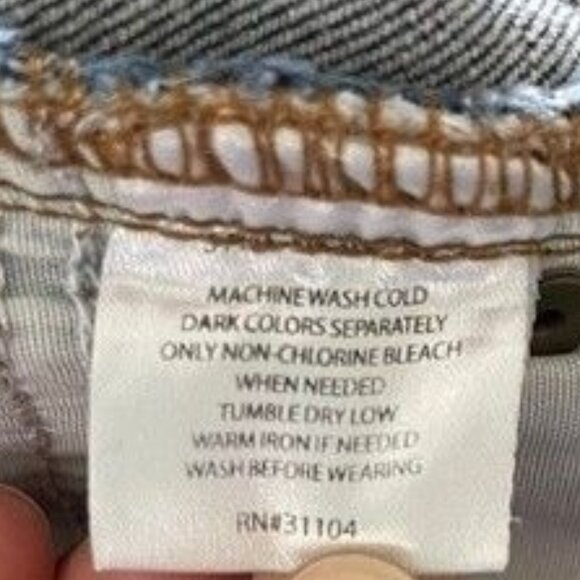 MACHINE WASH COLD
DARK COLORS SEPARATELY
ONLY NON-CHLORINE BLEACH
WHEN NEEDED
TUMBLE DRY LOW
WARM IRON IF NEEDED
WASH BEFORE WEARING
RN#31104